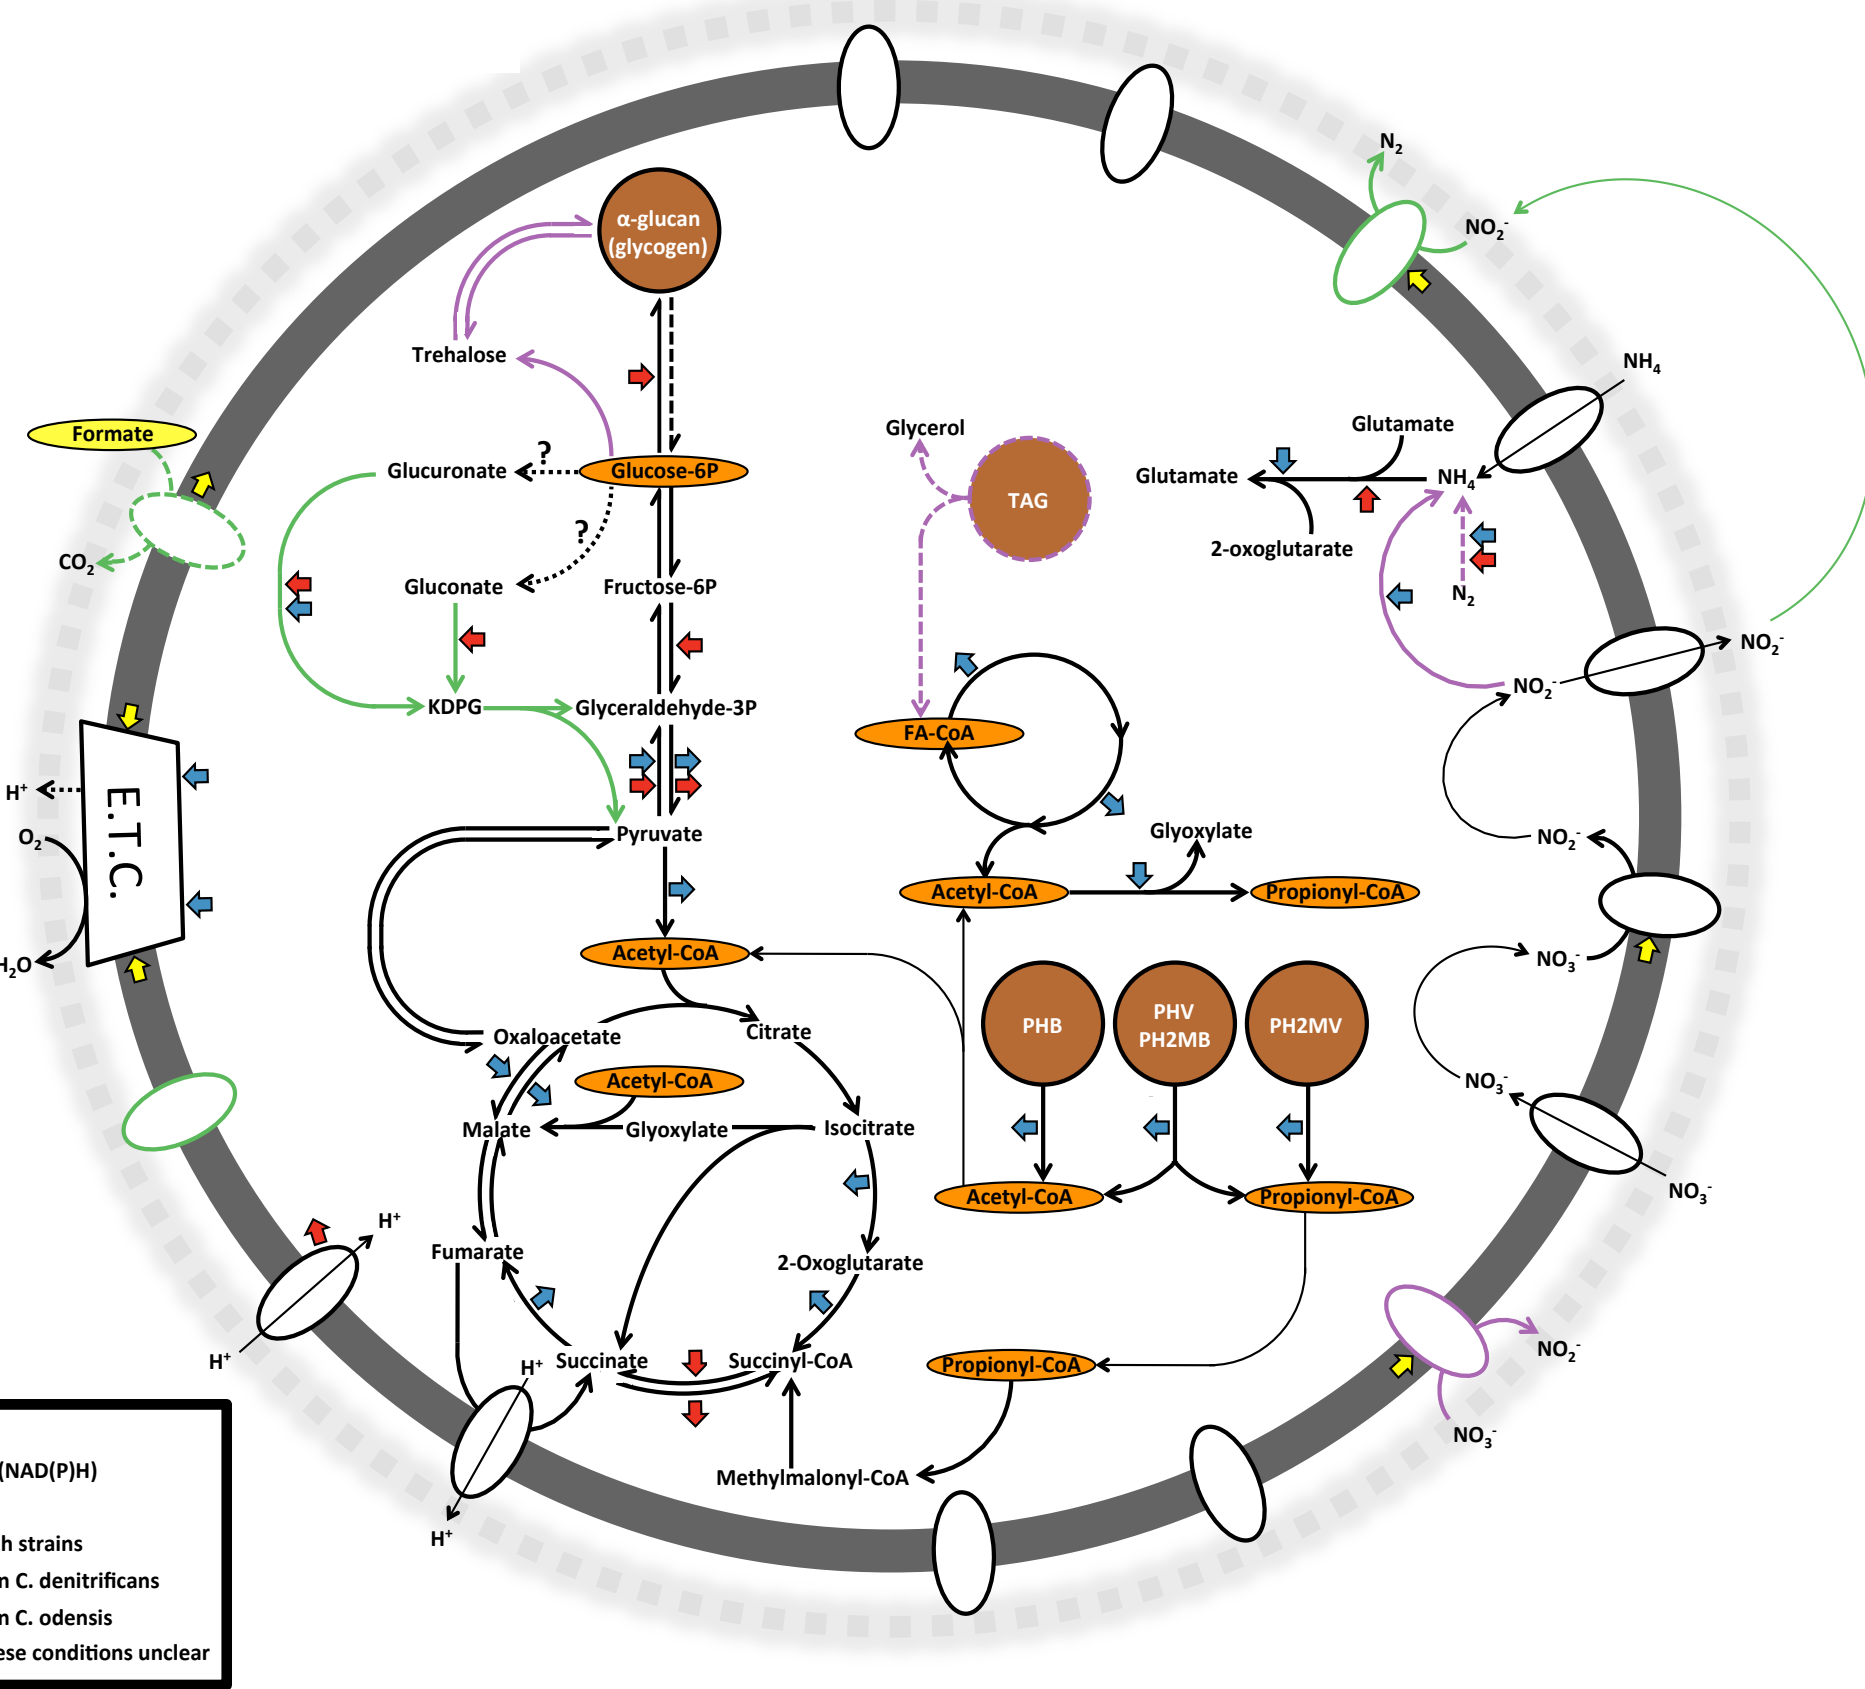 N₂
NO₂⁻
α-glucan
(glycogen)
Trehalose
NH₄
Formate
Glycerol
Glutamate
?
Glucuronate
Glucose-6P
TAG
Glutamate
NH₄
?
2-oxoglutarate
CO₂
Gluconate
Fructose-6P
N₂
NO₂⁻
NO₂⁻
KDPG
Glyceraldehyde-3P
FA-CoA
H⁺
E.T.C.
O₂
Pyruvate
Glyoxylate
NO₂⁻
Acetyl-CoA
Propionyl-CoA
H₂O
Acetyl-CoA
NO₃⁻
PHB
PHV
PH2MB
PH2MV
Oxaloacetate
Citrate
Acetyl-CoA
NO₃⁻
Malate
Glyoxylate
Isocitrate
Acetyl-CoA
Propionyl-CoA
NO₃⁻
H⁺
Fumarate
2-Oxoglutarate
H⁺
H⁺
Succinate
Succinyl-CoA
Propionyl-CoA
NO₂⁻
NO₃⁻
Methylmalonyl-CoA
H⁺
(NAD(P)H)
h strains
n C. denitrificans
n C. odensis
ese conditions unclear